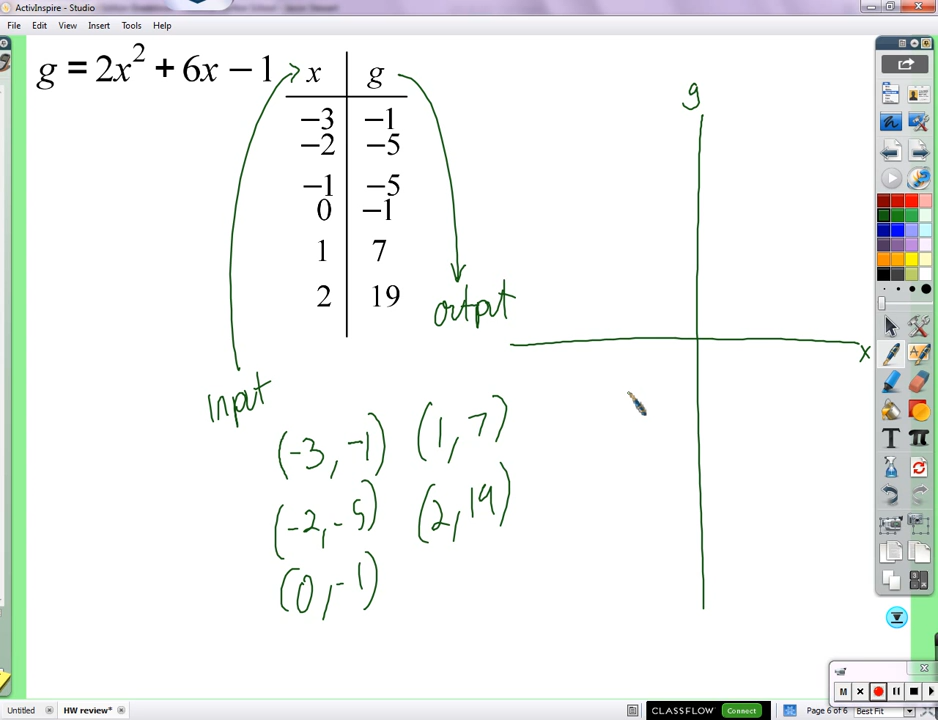 ActivInspire - Studio
File Edit View Insert Tools Help
g = 2x² + 6x − 1
x g
−3 −1
−2 −5
−1 −5
0 −1
1 7
2 19
g
x
output
input
(-3, -1) (1, 7)
(-2, -5) (2, 19)
(0, -1)
M
Untitled HW review* CLASSFLOW Connect Page 6 of 6 Best Fit